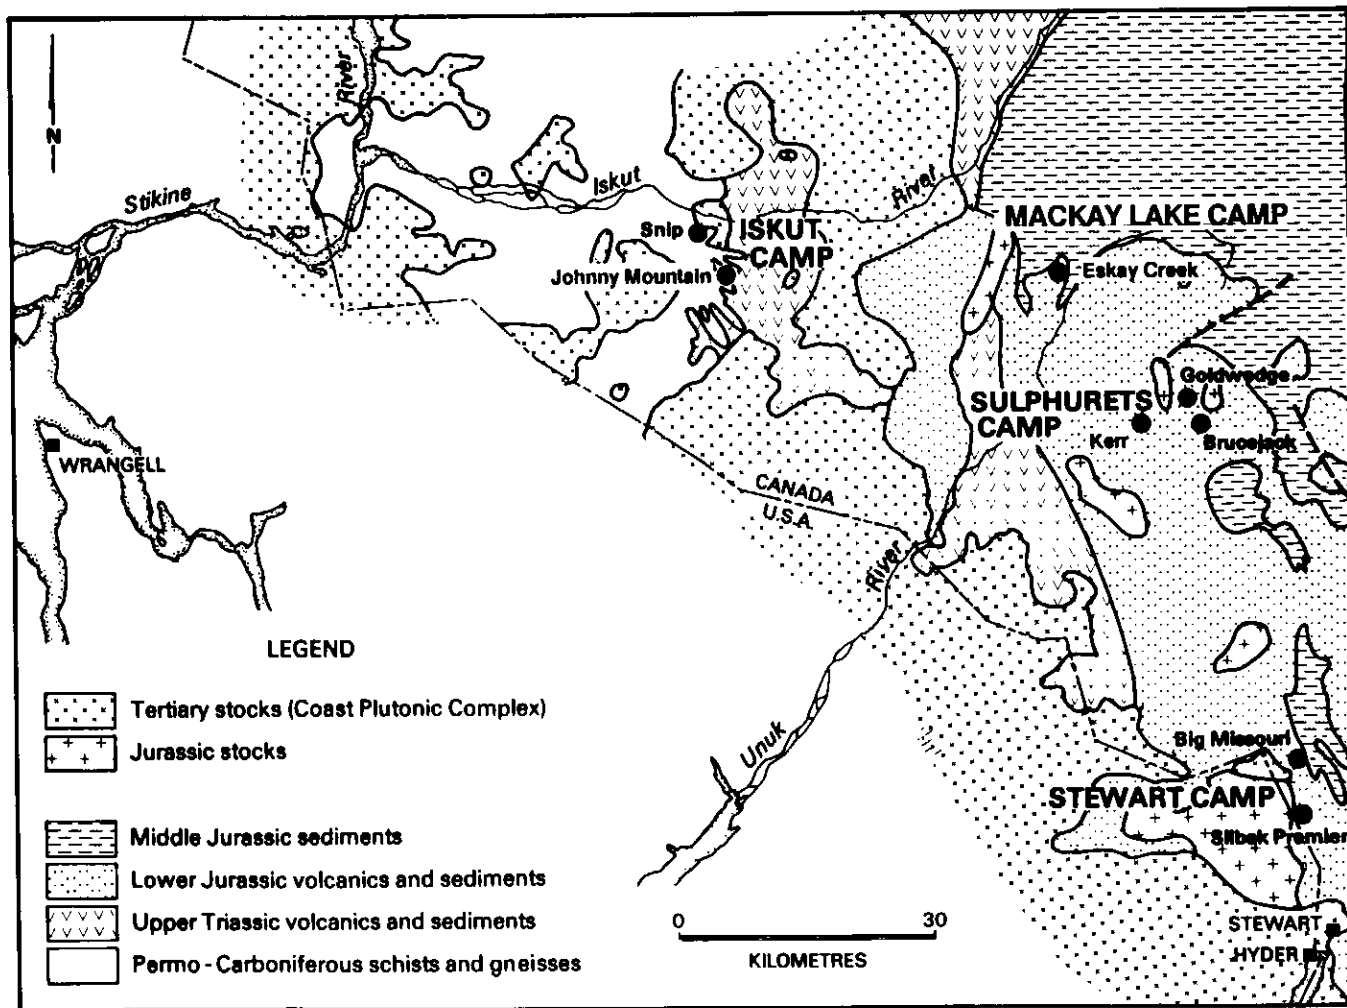 River
N
Stikine
Iskut
River
MACKAY LAKE CAMP
Snip
ISKUT
CAMP
Johnny Mountain
Eskay Creek
Goldwedge
SULPHURETS
CAMP
Kerr
Brucejack
WRANGELL
CANADA
U.S.A.
River
Unuk
Big Missouri
STEWART CAMP
Silbak Premier
STEWART
HYDER
LEGEND
Tertiary stocks (Coast Plutonic Complex)
Jurassic stocks
Middle Jurassic sediments
Lower Jurassic volcanics and sediments
Upper Triassic volcanics and sediments
Permo - Carboniferous schists and gneisses
0 30
KILOMETRES